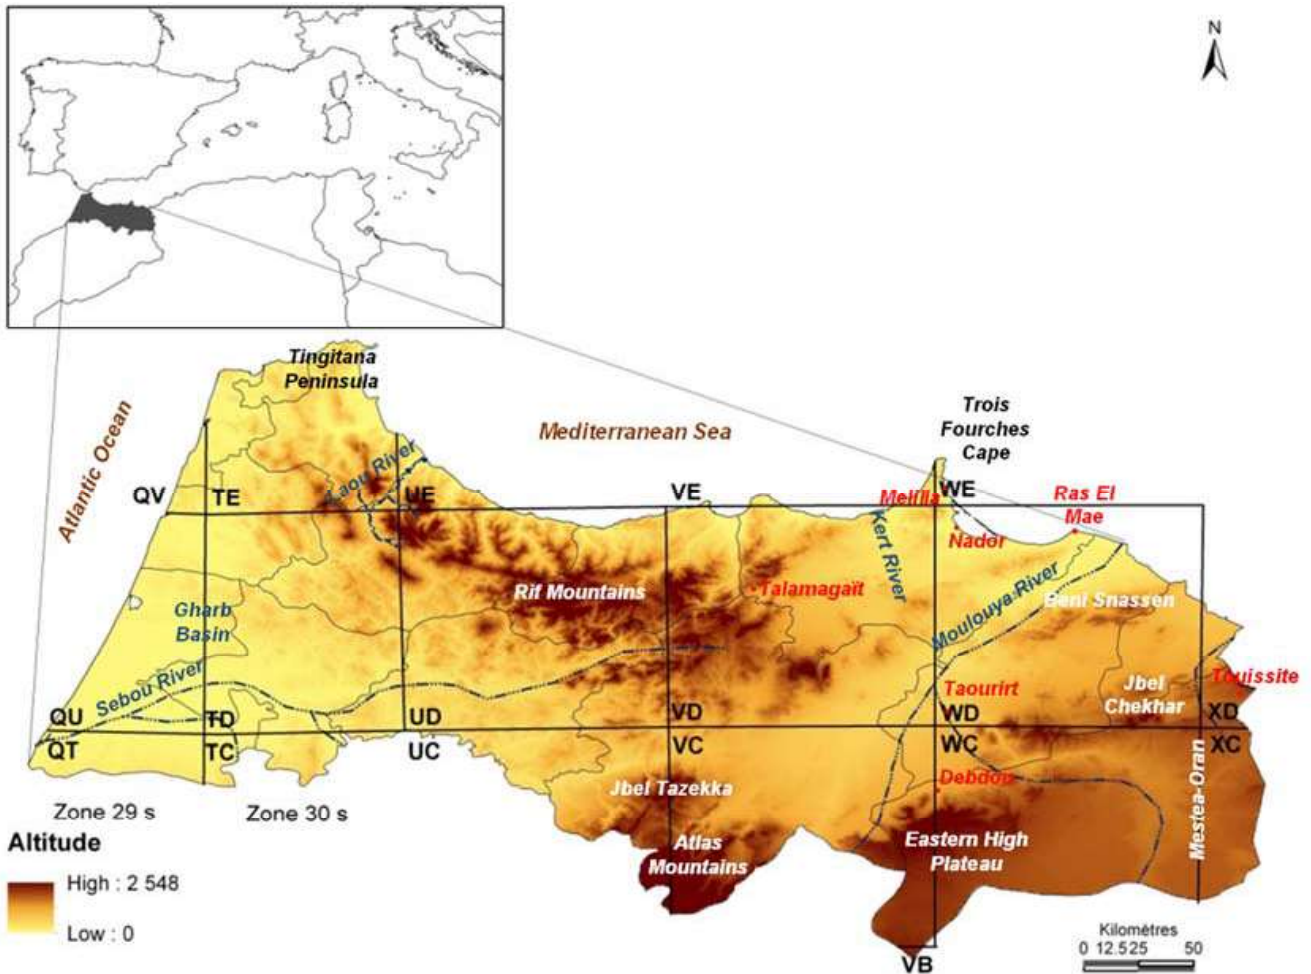 N
Tingitana
Peninsula
Atlantic Ocean
Mediterranean Sea
Trois
Fourches
Cape
Laou River
QV
TE
UE
VE
Melilla
WE
Ras El
Mae
Kert River
Nador
Rif Mountains
Talamagaït
Moulouya River
Beni Snassen
Gharb
Basin
Sebou River
Taourirt
Jbel
Chekhar
Touissite
QU
TD
UD
VD
WD
XD
QT
TC
UC
VC
WC
XC
Jbel Tazekka
Debdou
Mestea-Oran
Zone 29 s
Zone 30 s
Atlas
Mountains
Eastern High
Plateau
Altitude
High : 2 548
Low : 0
VB
Kilomètres
0 12.5 25 50